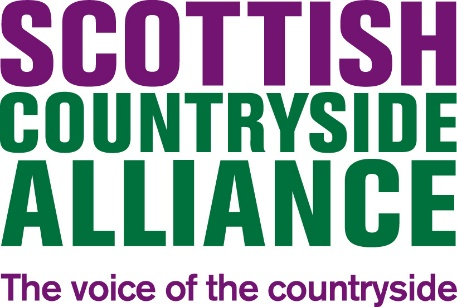 SCOTTISH
COUNTRYSIDE
ALLIANCE
The voice of the countryside